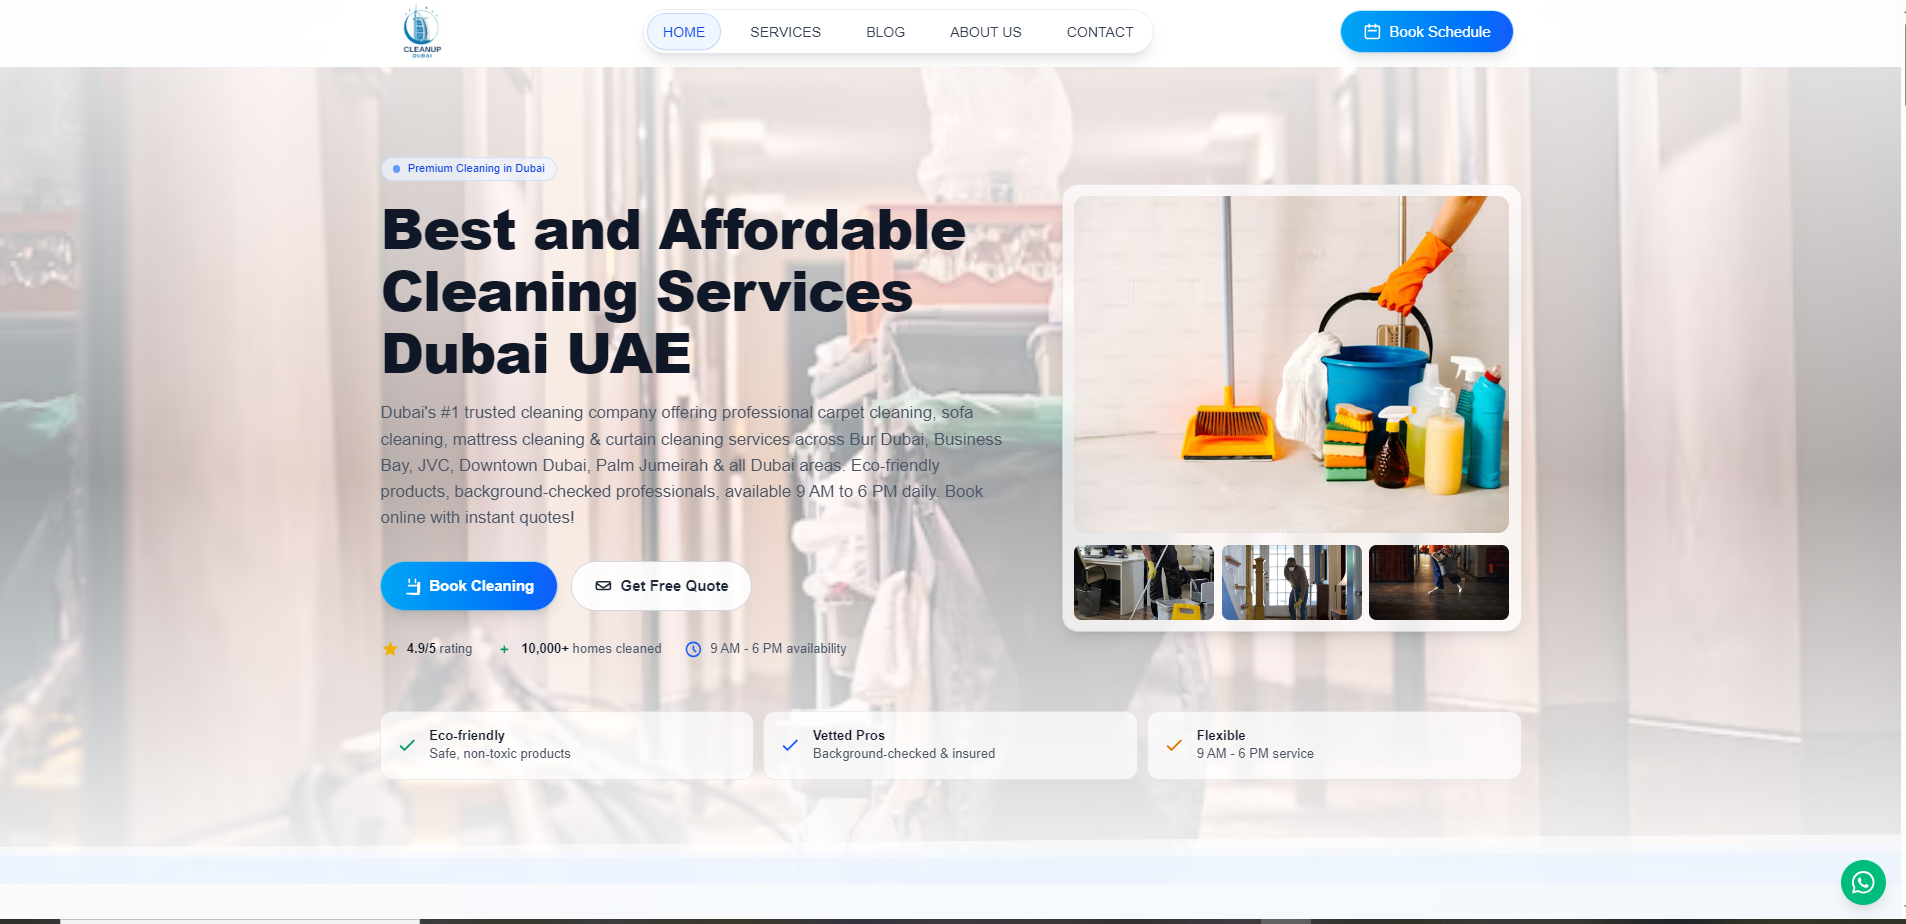 CLEANUP
DUBAI
HOME
SERVICES
BLOG
ABOUT US
CONTACT
Book Schedule
Premium Cleaning in Dubai
Best and Affordable
Cleaning Services
Dubai UAE
Dubai's #1 trusted cleaning company offering professional carpet cleaning, sofa
cleaning, mattress cleaning & curtain cleaning services across Bur Dubai, Business
Bay, JVC, Downtown Dubai, Palm Jumeirah & all Dubai areas. Eco-friendly
products, background-checked professionals, available 9 AM to 6 PM daily. Book
online with instant quotes!
Book Cleaning
Get Free Quote
4.9/5 rating
+ 10,000+ homes cleaned
9 AM - 6 PM availability
Eco-friendly
Safe, non-toxic products
Vetted Pros
Background-checked & insured
Flexible
9 AM - 6 PM service